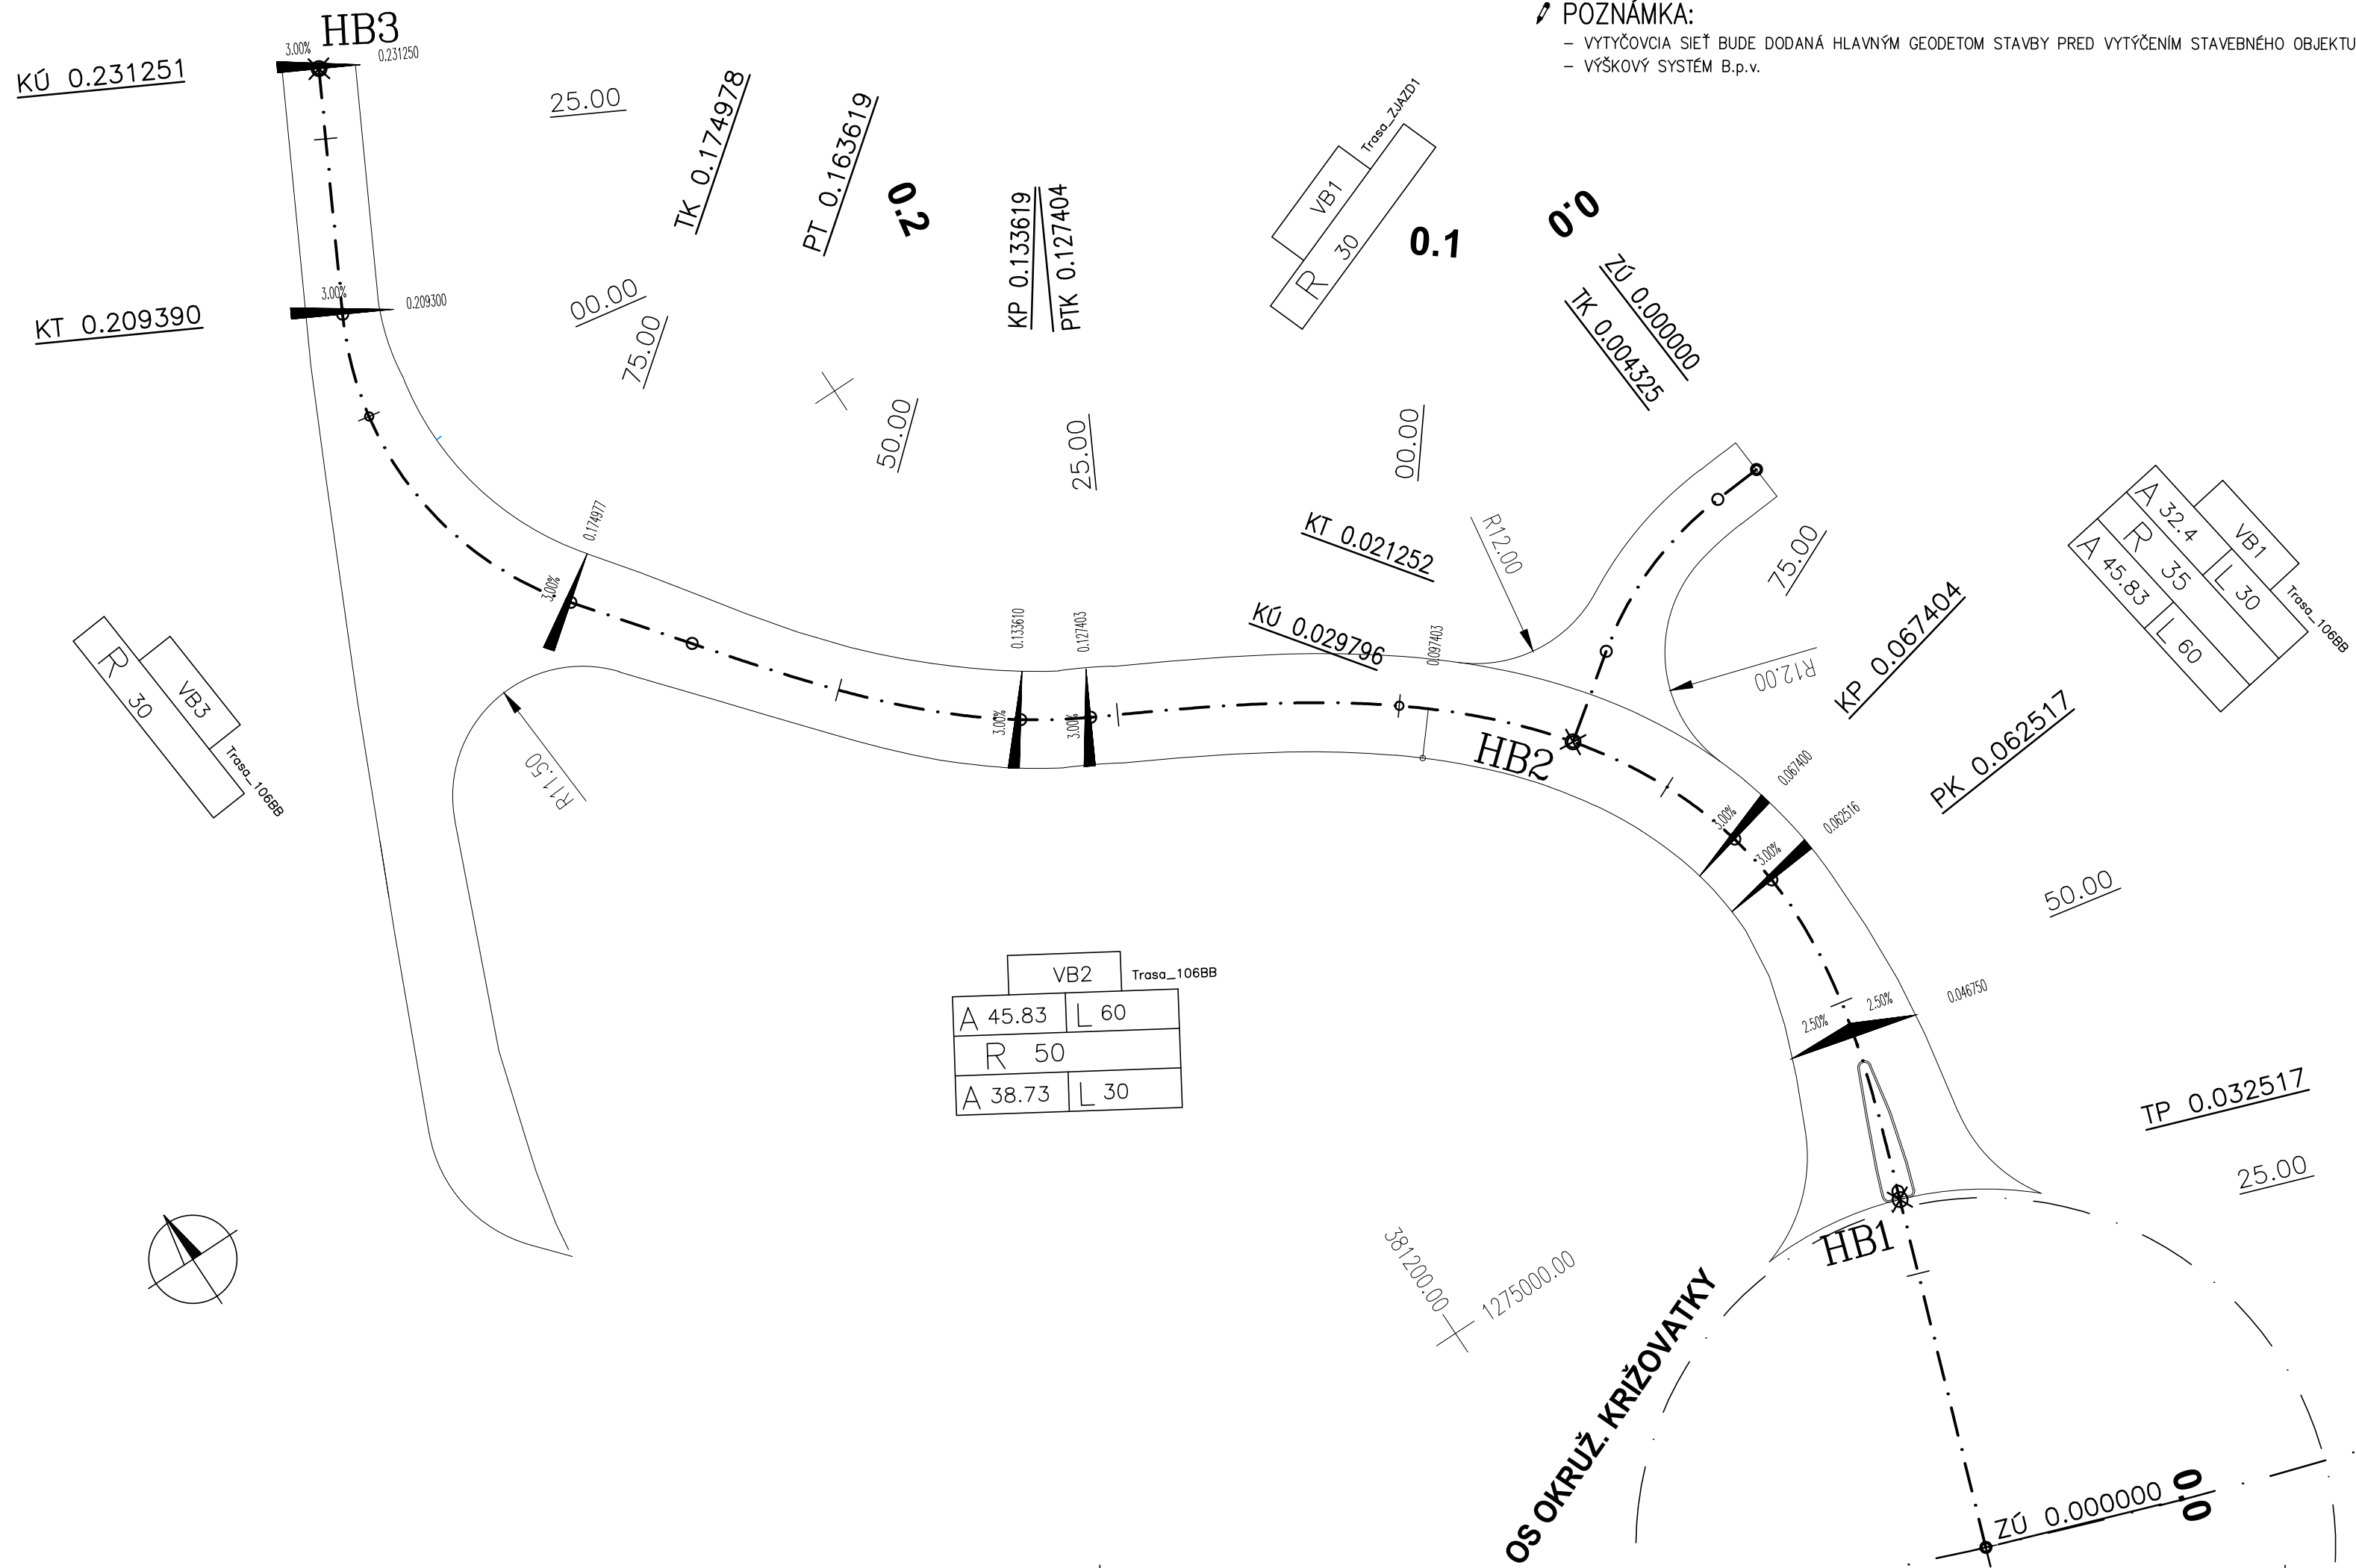 POZNÁMKA:
- VYTYČOVCIA SIEŤ BUDE DODANÁ HLAVNÝM GEODETOM STAVBY PRED VYTÝČENÍM STAVEBNÉHO OBJEKTU
- VÝŠKOVÝ SYSTÉM B.p.v.
HB3
3.00%
0.231250
KÚ 0.231251
25.00
TK 0.174978
PT 0.163619
0.2
KP 0.133619
PTK 0.127404
VB1
Trasa_ZJAZD1
R 30
0.1
0.0
ZÚ 0.000000
TK 0.004325
KT 0.209390
3.00%
0.209300
00.00
75.00
50.00
25.00
00.00
KT 0.021252
KÚ 0.029796
R12.00
75.00
R12.00
KP 0.067404
PK 0.062517
VB1
Trasa_106BB
A 32.4 L 30
R 35
A 45.83 L 60
0.174977
3.00%
0.133610
3.00%
0.127403
3.00%
0.097403
HB2
0.067400
3.00%
0.062516
3.00%
VB3
Trasa_106BB
R 30
R11.50
50.00
2.50%
2.50%
0.046750
VB2
Trasa_106BB
A 45.83 L 60
R 50
A 38.73 L 30
TP 0.032517
25.00
HB1
381200.00
1275000.00
OS OKRUŽ. KRIŽOVATKY
ZÚ 0.000000
0.0